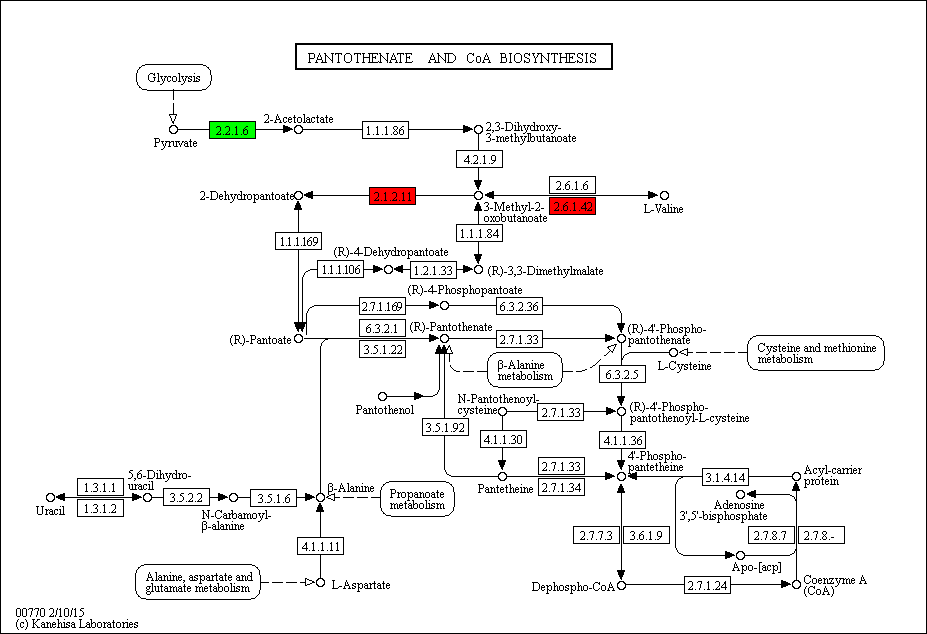 PANTOTHENATE AND CoA BIOSYNTHESIS
Glycolysis
2-Acetolactate
Pyruvate
2.2.1.6
1.1.1.86
2,3-Dihydroxy-
3-methylbutanoate
4.2.1.9
2-Dehydropantoate
2.1.2.11
2.6.1.6
2.6.1.42
3-Methyl-2-
oxobutanoate
L-Valine
1.1.1.169
1.1.1.84
(R)-4-Dehydropantoate
1.1.1.106
1.2.1.33
(R)-3,3-Dimethylmalate
(R)-4-Phosphopantoate
2.7.1.169
6.3.2.36
(R)-Pantoate
6.3.2.1
3.5.1.22
(R)-Pantothenate
2.7.1.33
(R)-4'-Phospho-
pantothenate
Cysteine and methionine
metabolism
β-Alanine
metabolism
L-Cysteine
6.3.2.5
Pantothenol
N-Pantothenoyl-
cysteine
2.7.1.33
(R)-4'-Phospho-
pantothenoyl-L-cysteine
3.5.1.92
4.1.1.30
4.1.1.36
4'-Phospho-
pantetheine
Pantetheine
2.7.1.33
2.7.1.34
3.1.4.14
Acyl-carrier
protein
Uracil
1.3.1.1
1.3.1.2
5,6-Dihydro-
uracil
3.5.2.2
N-Carbamoyl-
β-alanine
3.5.1.6
β-Alanine
Propanoate
metabolism
Adenosine
3',5'-bisphosphate
2.7.7.3
3.6.1.9
2.7.8.7
2.7.8.-
4.1.1.11
Apo-[acp]
Alanine, aspartate and
glutamate metabolism
L-Aspartate
Dephospho-CoA
2.7.1.24
Coenzyme A
(CoA)
00770 2/10/15
(c) Kanehisa Laboratories